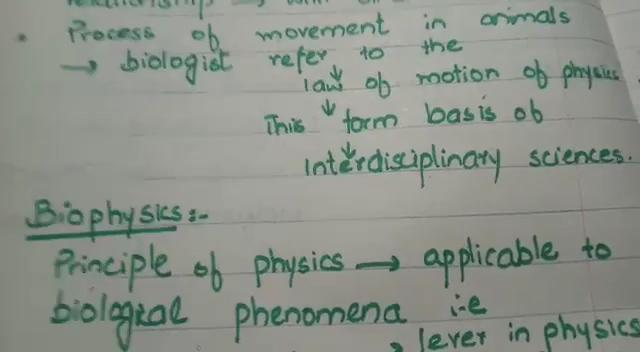 • Process of movement in animals
→ biologist refer to the
law of motion of physics
This ↓ form basis of
interdisciplinary sciences.
Biophysics :-
Principle of physics → applicable to
biological phenomena i.e
lever in physics